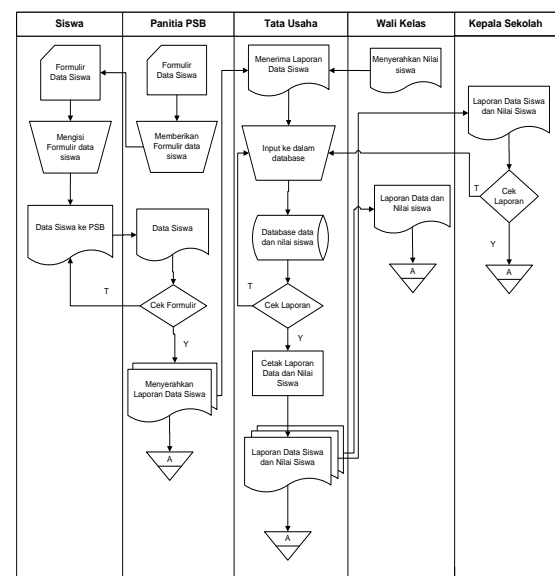 Siswa
Panitia PSB
Tata Usaha
Wali Kelas
Kepala Sekolah
Formulir
Data Siswa
Formulir
Data Siswa
Menerima Laporan
Data Siswa
Menyerahkan Nilai
siswa
Laporan Data Siswa
dan Nilai Siswa
Mengisi
Formulir data
siswa
Memberikan
Formulir data
siswa
Input ke dalam
database
T
Cek
Laporan
Laporan Data dan
Nilai siswa
Data Siswa ke PSB
Data Siswa
Database data
dan nilai siswa
Y
A
A
T
Cek Formulir
T
Cek Laporan
Y
Y
Menyerahkan
Laporan Data Siswa
Cetak Laporan
Data dan Nilai
Siswa
A
Laporan Data Siswa
dan Nilai Siswa
A